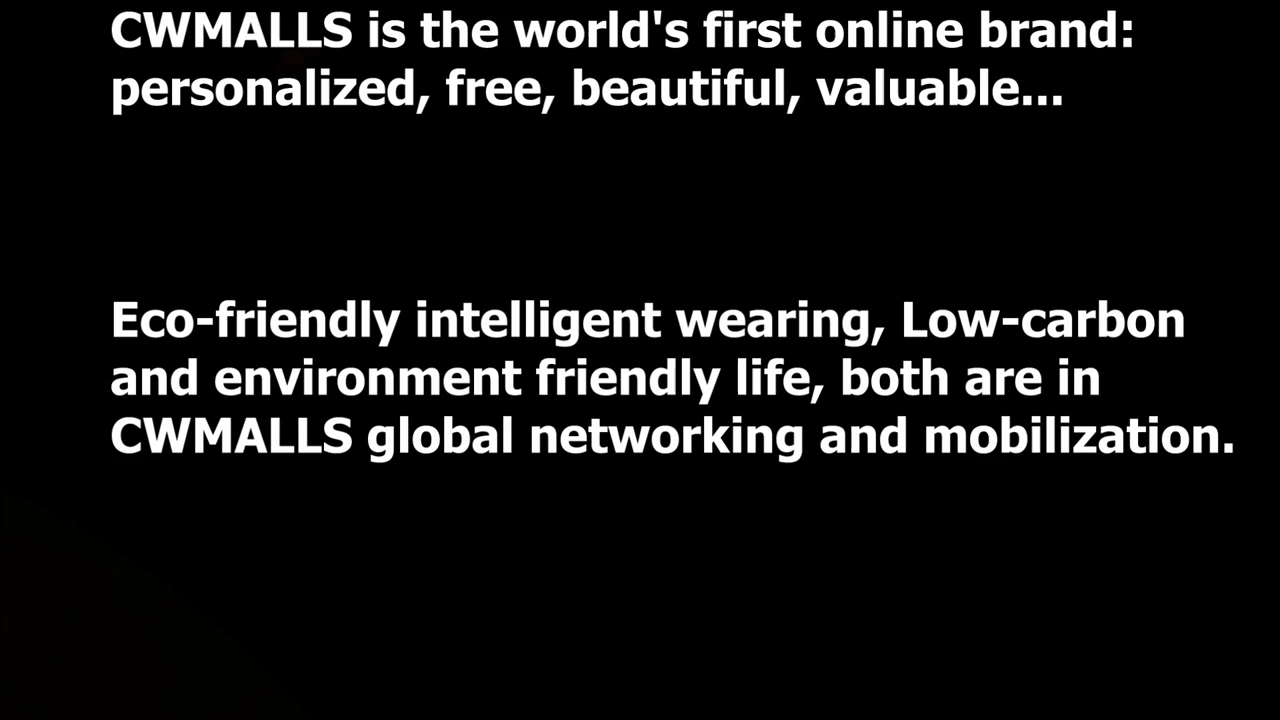 CWMALLS is the world's first online brand:
personalized, free, beautiful, valuable...
Eco-friendly intelligent wearing, Low-carbon
and environment friendly life, both are in
CWMALLS global networking and mobilization.